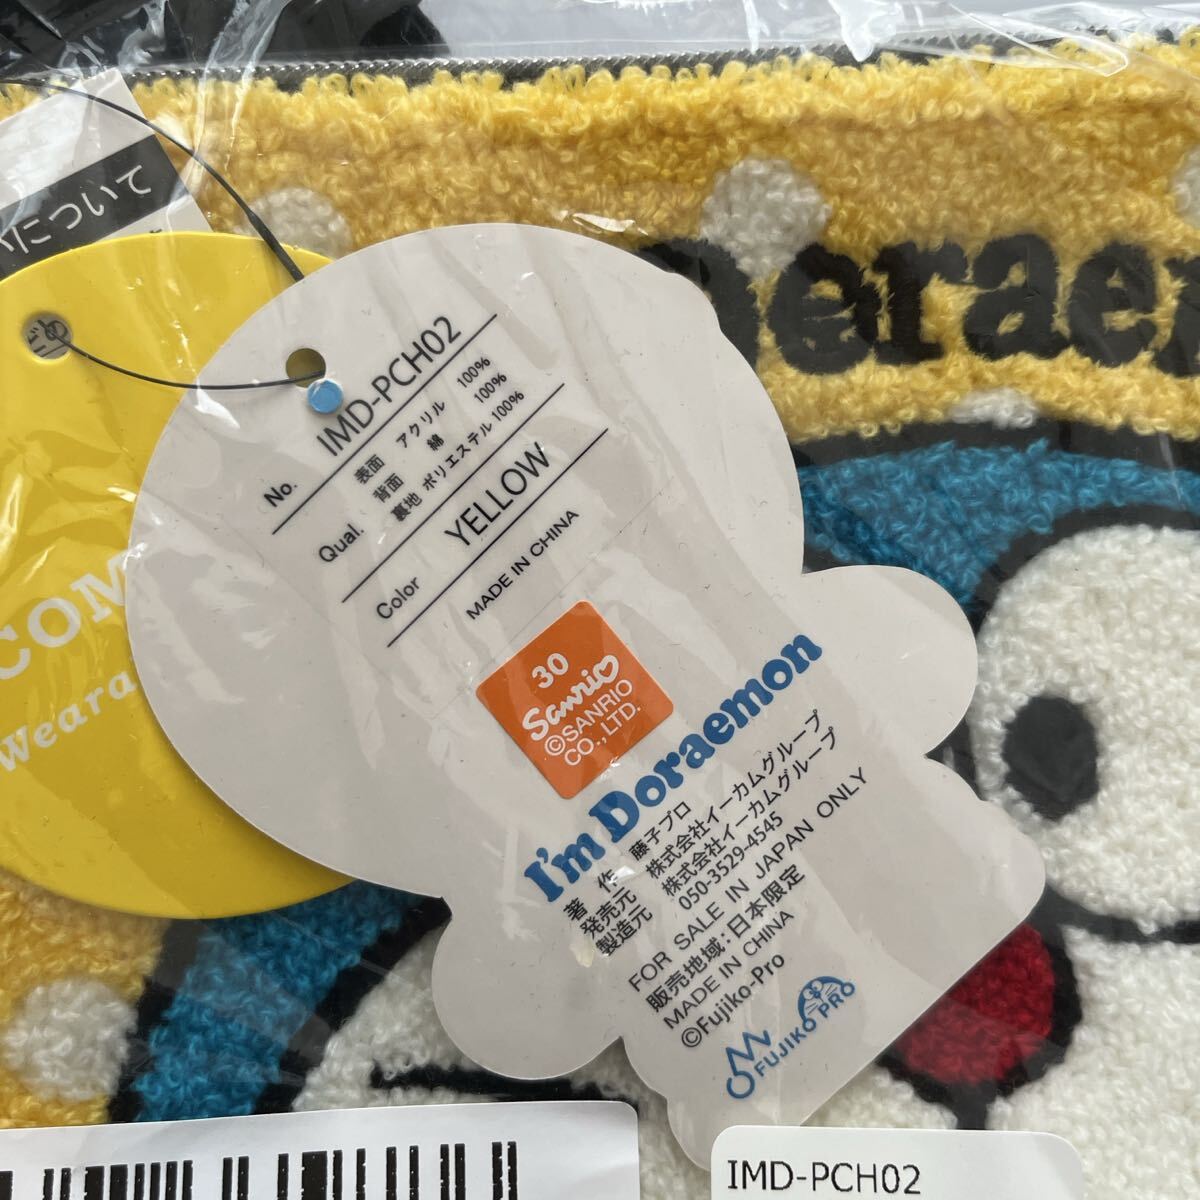 について
Doraem
COM
Weara
No. IMD-PCH02
Qual. 表面 アクリル 100%
背面 綿 100%
裏地 ポリエステル 100%
Color YELLOW
MADE IN CHINA
30
Sanrio
©SANRIO
CO.,LTD.
I'm Doraemon
著 作 藤子プロ
発売元 株式会社イーカムグループ
製造元 株式会社イーカムグループ
050-3529-4545
FOR SALE IN JAPAN ONLY
販売地域:日本限定
MADE IN CHINA
©Fujiko-Pro
FUJIKO PRO
IMD-PCH02